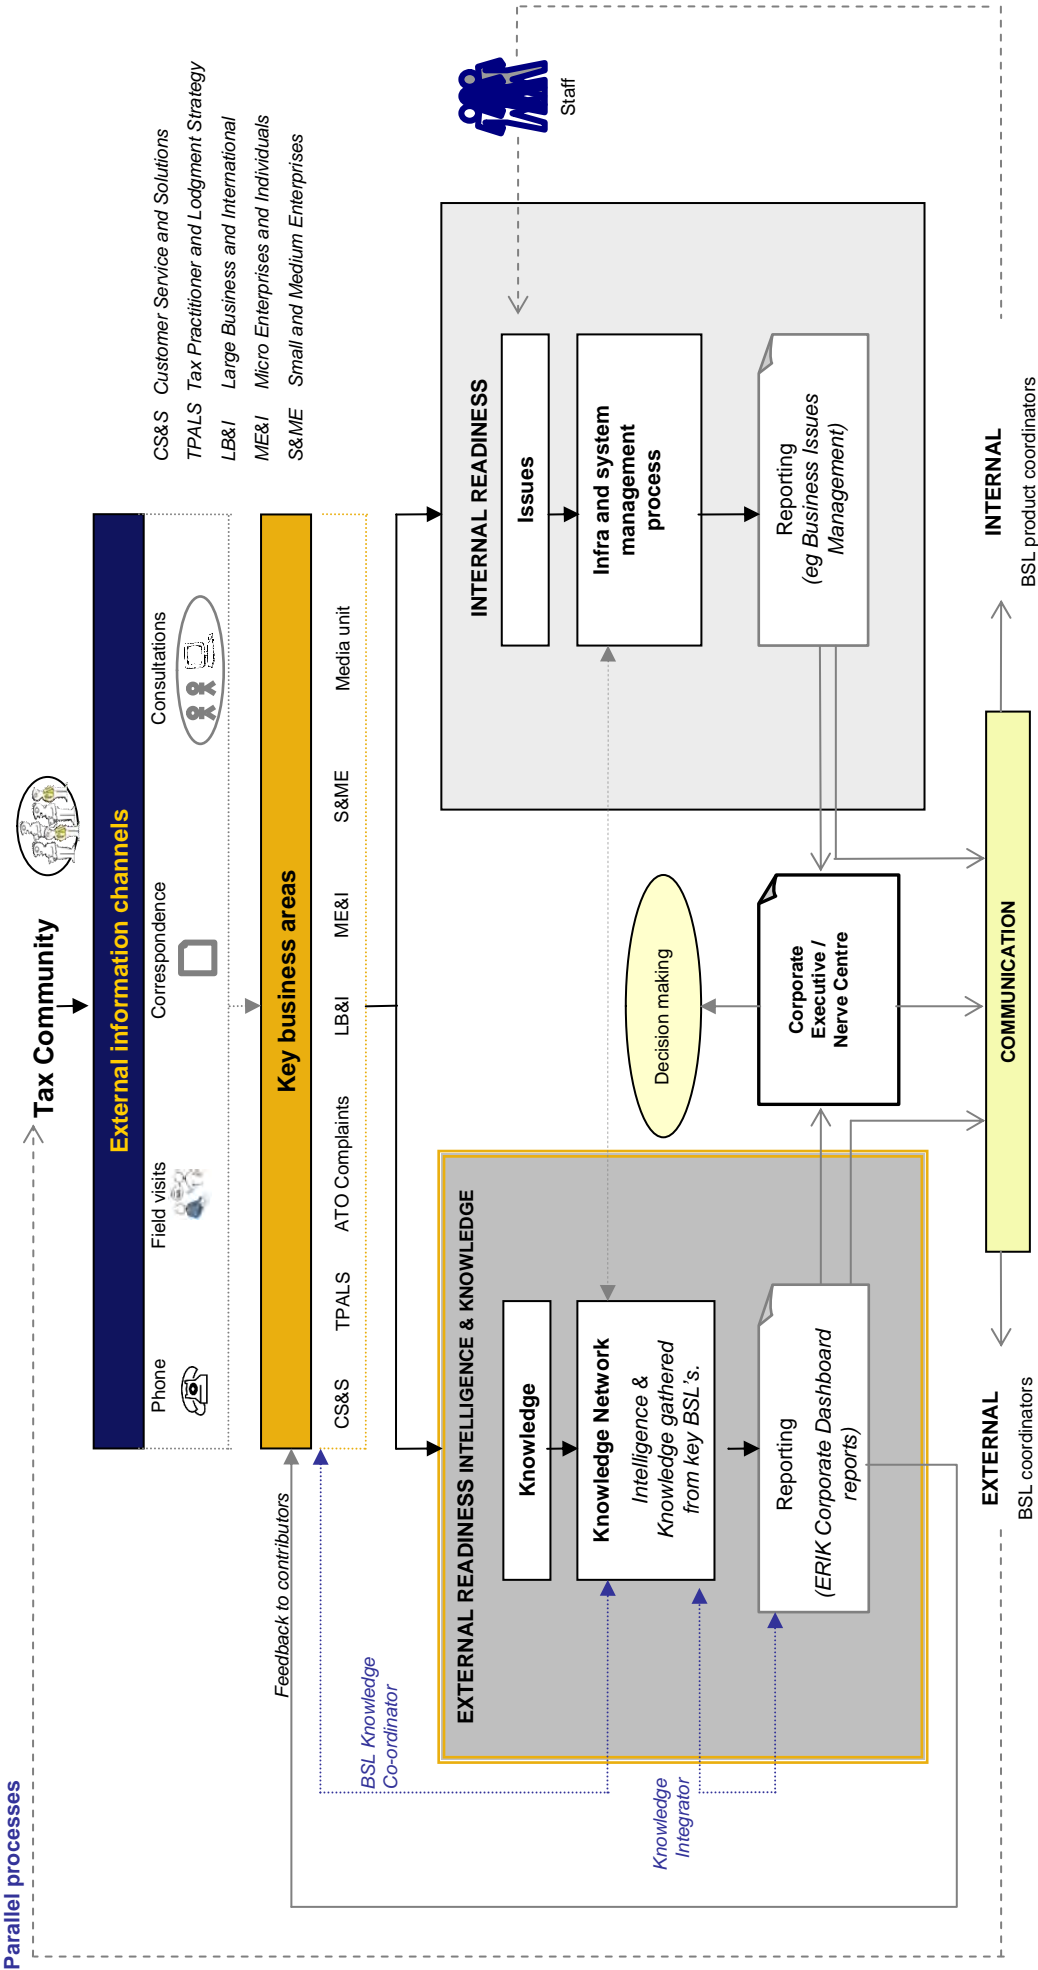 Parallel processes
Tax Community
External information channels
Phone
Field visits
Correspondence
Consultations
CS&S Customer Service and Solutions
TPALS Tax Practitioner and Lodgment Strategy
LB&I Large Business and International
ME&I Micro Enterprises and Individuals
S&ME Small and Medium Enterprises
Key business areas
CS&S
TPALS
ATO Complaints
LB&I
ME&I
S&ME
Media unit
Feedback to contributors
BSL Knowledge
Co-ordinator
Knowledge
Integrator
EXTERNAL READINESS INTELLIGENCE & KNOWLEDGE
Knowledge
Knowledge Network
Intelligence &
Knowledge gathered
from key BSL's.
Reporting
(ERIK Corporate Dashboard
reports)
Decision making
Corporate
Executive /
Nerve Centre
INTERNAL READINESS
Issues
Infra and system
management
process
Reporting
(eg Business Issues
Management)
Staff
EXTERNAL
BSL coordinators
COMMUNICATION
INTERNAL
BSL product coordinators